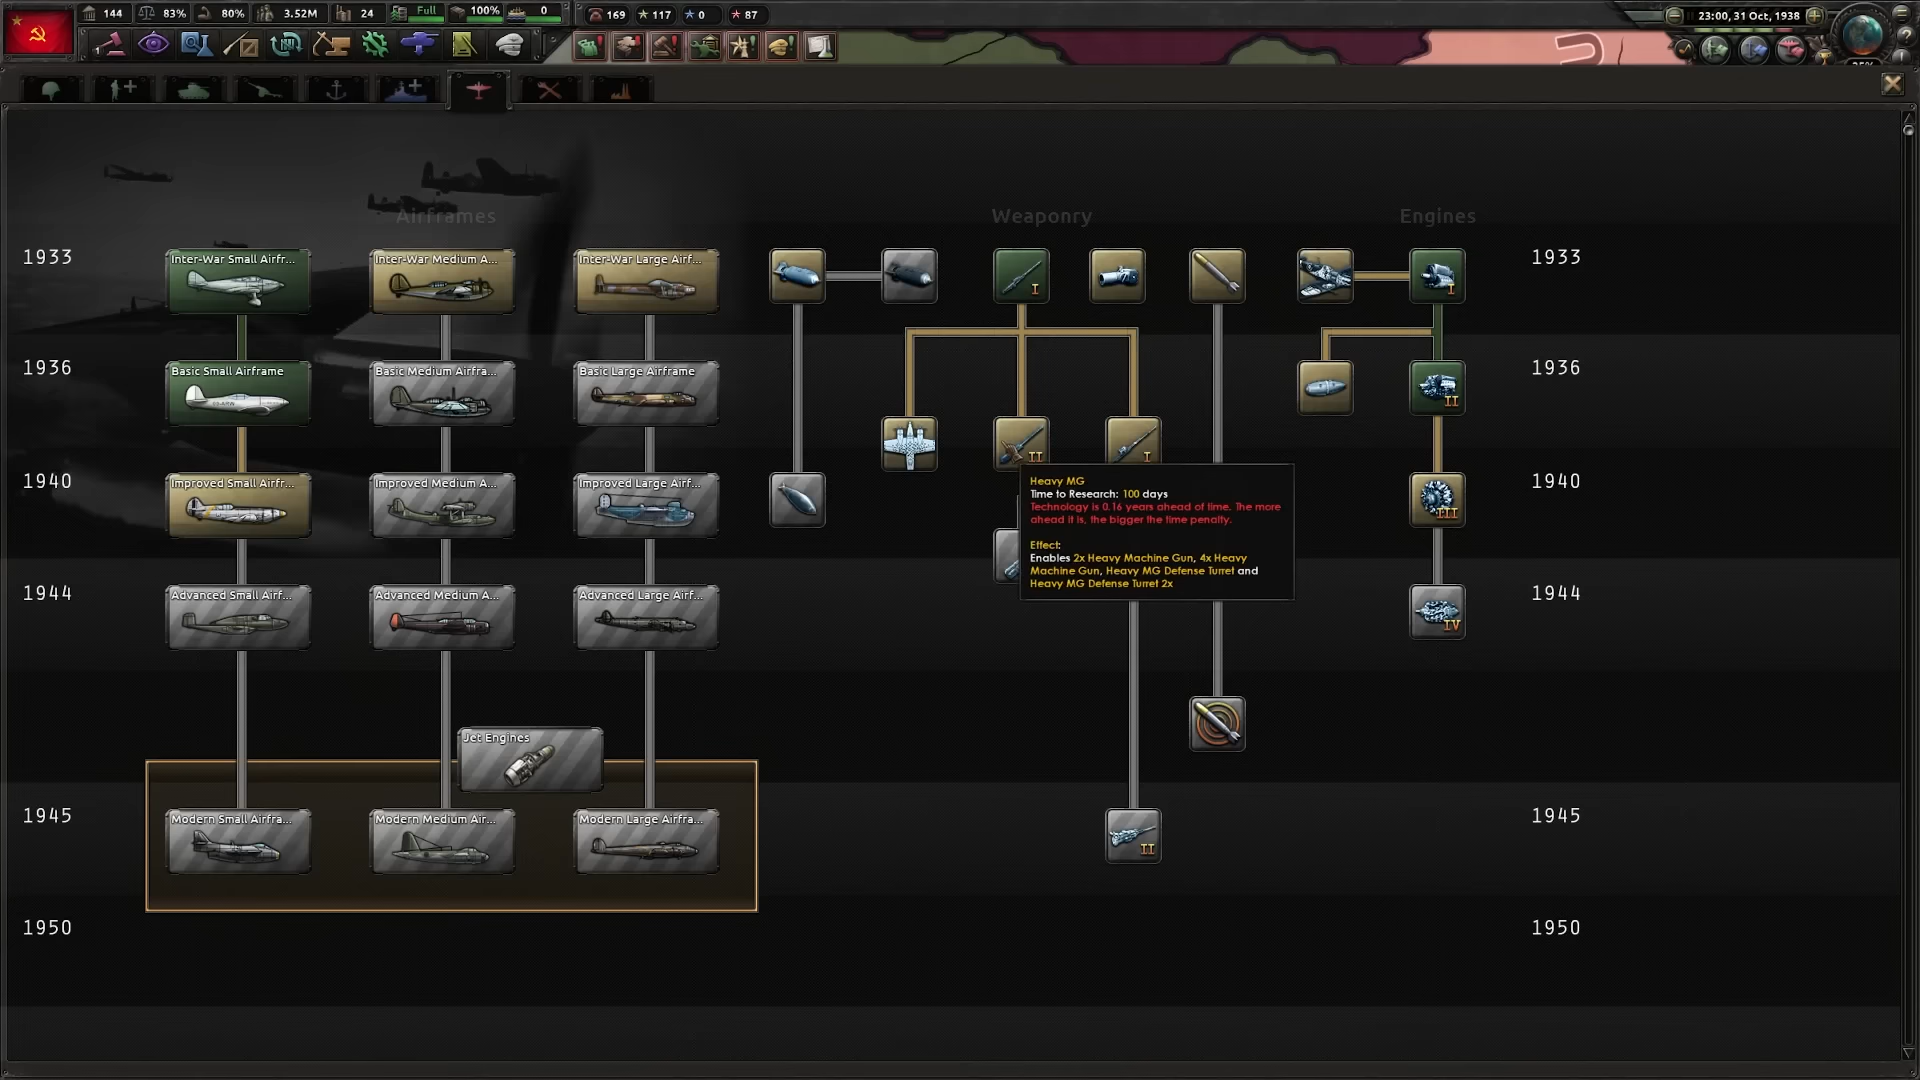 144 83% 80% 3.52M 24 Full 100% 0 169 117 0 87 23:00, 31 Oct, 1938
Airframes Weaponry Engines
1933 Inter-War Small Airfr... Inter-War Medium A... Inter-War Large Airf... I I 1933
1936 Basic Small Airframe Basic Medium Airfra... Basic Large Airframe II 1936
II I
1940 Improved Small Airfr... Improved Medium Airf... Improved Large Airf... III 1940
Heavy MG
Time to Research: 100 days
Technology is 0.16 years ahead of time. The more
ahead it is, the bigger the time penalty.
Effect:
Enables 2x Heavy Machine Gun, 4x Heavy
Machine Gun, Heavy MG Defense Turret and
Heavy MG Defense Turret 2x
1944 Advanced Small Airf... Advanced Medium A... Advanced Large Airf... IV 1944
Jet Engines
1945 Modern Small Airfra... Modern Medium Air... Modern Large Airfra... II 1945
1950 1950